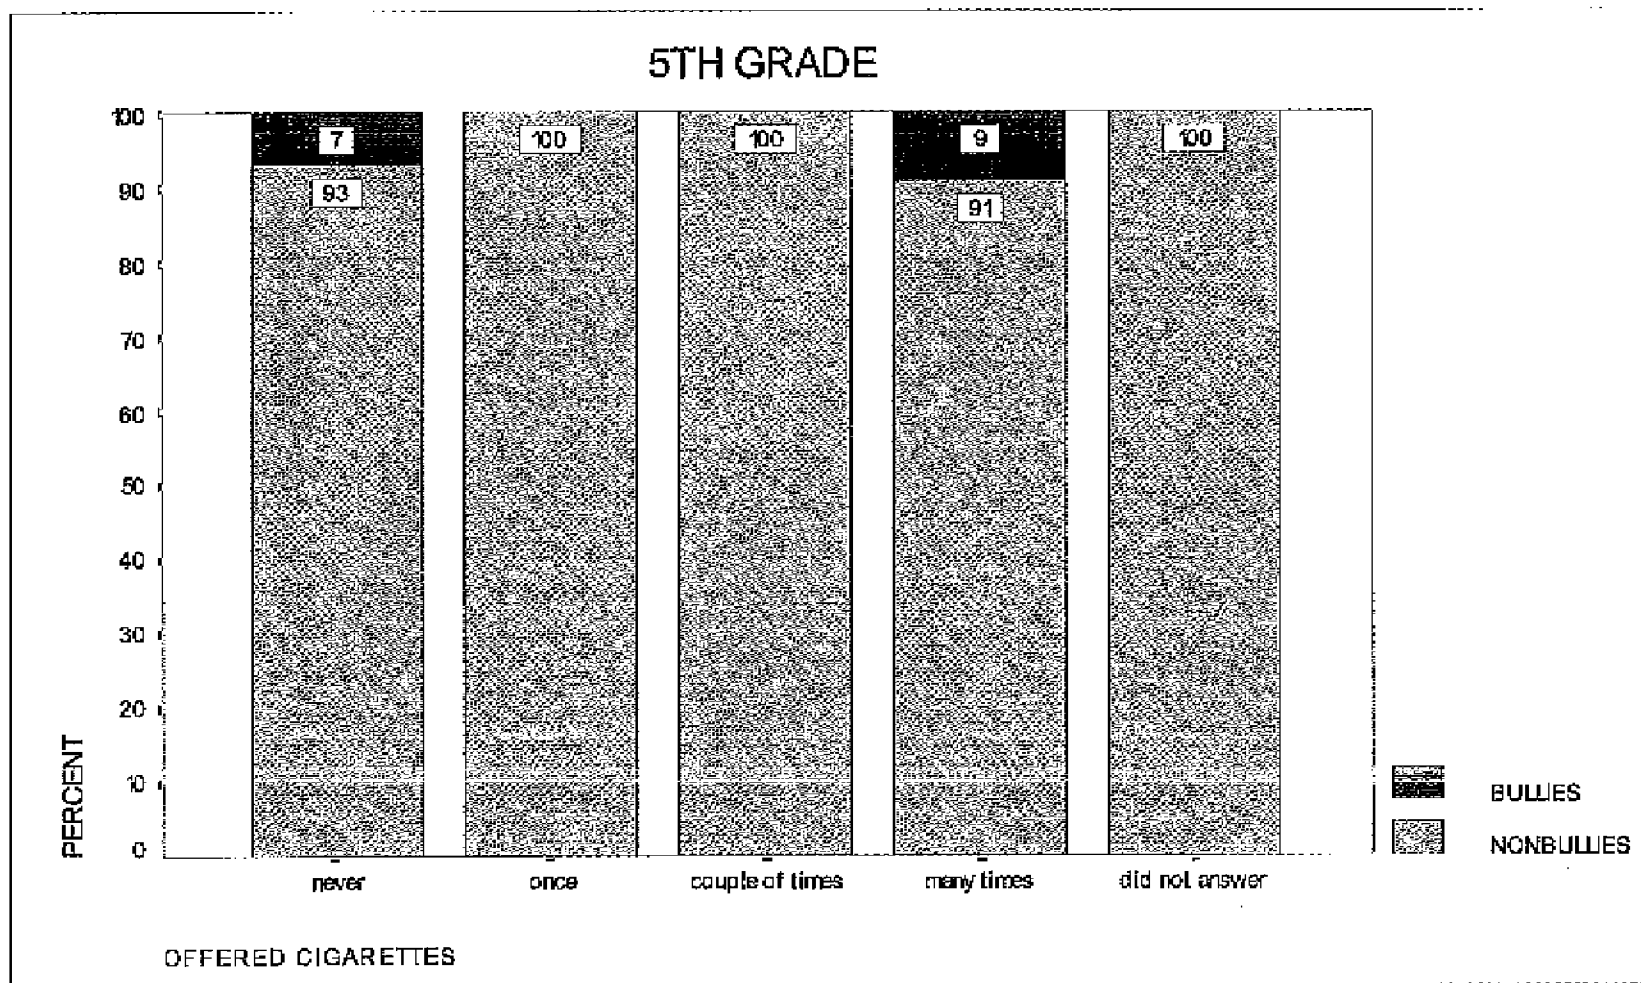 5TH GRADE
100
90
80
70
60
50
40
30
20
10
0
PERCENT
7
93
100
100
9
91
100
never
once
couple of times
many times
did not answer
OFFERED CIGARETTES
BULLIES
NONBULLIES